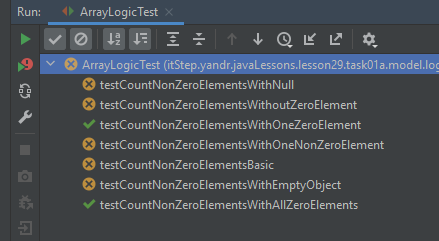 Run: ArrayLogicTest
ArrayLogicTest (itStep.yandr.javaLessons.lesson29.task01a.model.log
testCountNonZeroElementsWithNull
testCountNonZeroElementsWithoutZeroElement
testCountNonZeroElementsWithOneZeroElement
testCountNonZeroElementsWithOneNonZeroElement
testCountNonZeroElementsBasic
testCountNonZeroElementsWithEmptyObject
testCountNonZeroElementsWithAllZeroElements